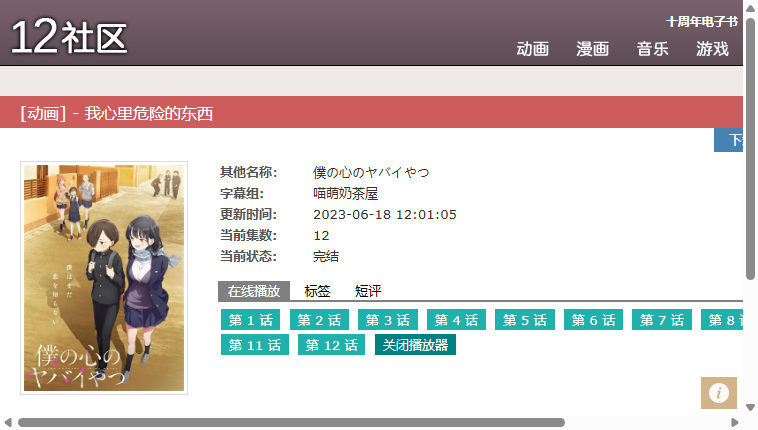 12社区
十周年电子书
动画 漫画 音乐 游戏
[动画] - 我心里危险的东西
其他名称: 僕の心のヤバイやつ
字幕组: 喵萌奶茶屋
更新时间: 2023-06-18 12:01:05
当前集数: 12
当前状态: 完结
在线播放 标签 短评
第 1 话 第 2 话 第 3 话 第 4 话 第 5 话 第 6 话 第 7 话 第 8
第 11 话 第 12 话 关闭播放器
僕はまだ
恋を知らない
僕の心の
ヤバイやつ